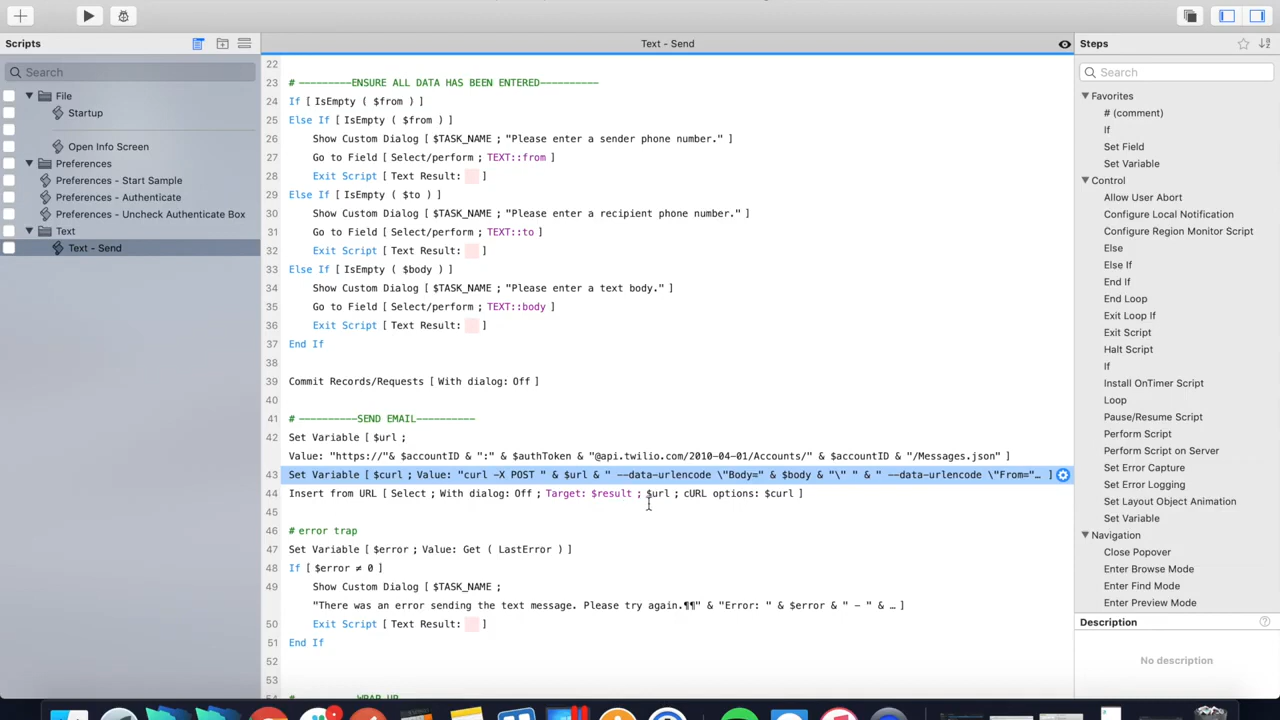 Scripts
Text - Send
Steps
Search
Search
File
Startup
Open Info Screen
Preferences
Preferences - Start Sample
Preferences - Authenticate
Preferences - Uncheck Authenticate Box
Text
Text - Send
22
23 # ---------ENSURE ALL DATA HAS BEEN ENTERED----------
24 If [ IsEmpty ( $from ) ]
25 Else If [ IsEmpty ( $from ) ]
26 Show Custom Dialog [ $TASK_NAME ; "Please enter a sender phone number." ]
27 Go to Field [ Select/perform ; TEXT::from ]
28 Exit Script [ Text Result: ]
29 Else If [ IsEmpty ( $to ) ]
30 Show Custom Dialog [ $TASK_NAME ; "Please enter a recipient phone number." ]
31 Go to Field [ Select/perform ; TEXT::to ]
32 Exit Script [ Text Result: ]
33 Else If [ IsEmpty ( $body ) ]
34 Show Custom Dialog [ $TASK_NAME ; "Please enter a text body." ]
35 Go to Field [ Select/perform ; TEXT::body ]
36 Exit Script [ Text Result: ]
37 End If
38
39 Commit Records/Requests [ With dialog: Off ]
40
41 # ----------SEND EMAIL----------
42 Set Variable [ $url ;
Value: "https://"& $accountID & ":" & $authToken & "@api.twilio.com/2010-04-01/Accounts/" & $accountID & "/Messages.json" ]
43 Set Variable [ $curl ; Value: "curl -X POST " & $url & " --data-urlencode \"Body=" & $body & "\" " & " --data-urlencode \"From="… ]
44 Insert from URL [ Select ; With dialog: Off ; Target: $result ; $url ; cURL options: $curl ]
45
46 # error trap
47 Set Variable [ $error ; Value: Get ( LastError ) ]
48 If [ $error ≠ 0 ]
49 Show Custom Dialog [ $TASK_NAME ;
"There was an error sending the text message. Please try again.¶¶" & "Error: " & $error & " - " & … ]
50 Exit Script [ Text Result: ]
51 End If
52
53
54 # ----------WRAP UP
Favorites
# (comment)
If
Set Field
Set Variable
Control
Allow User Abort
Configure Local Notification
Configure Region Monitor Script
Else
Else If
End If
End Loop
Exit Loop If
Exit Script
Halt Script
If
Install OnTimer Script
Loop
Pause/Resume Script
Perform Script
Perform Script on Server
Set Error Capture
Set Error Logging
Set Layout Object Animation
Set Variable
Navigation
Close Popover
Enter Browse Mode
Enter Find Mode
Enter Preview Mode
Description
No description